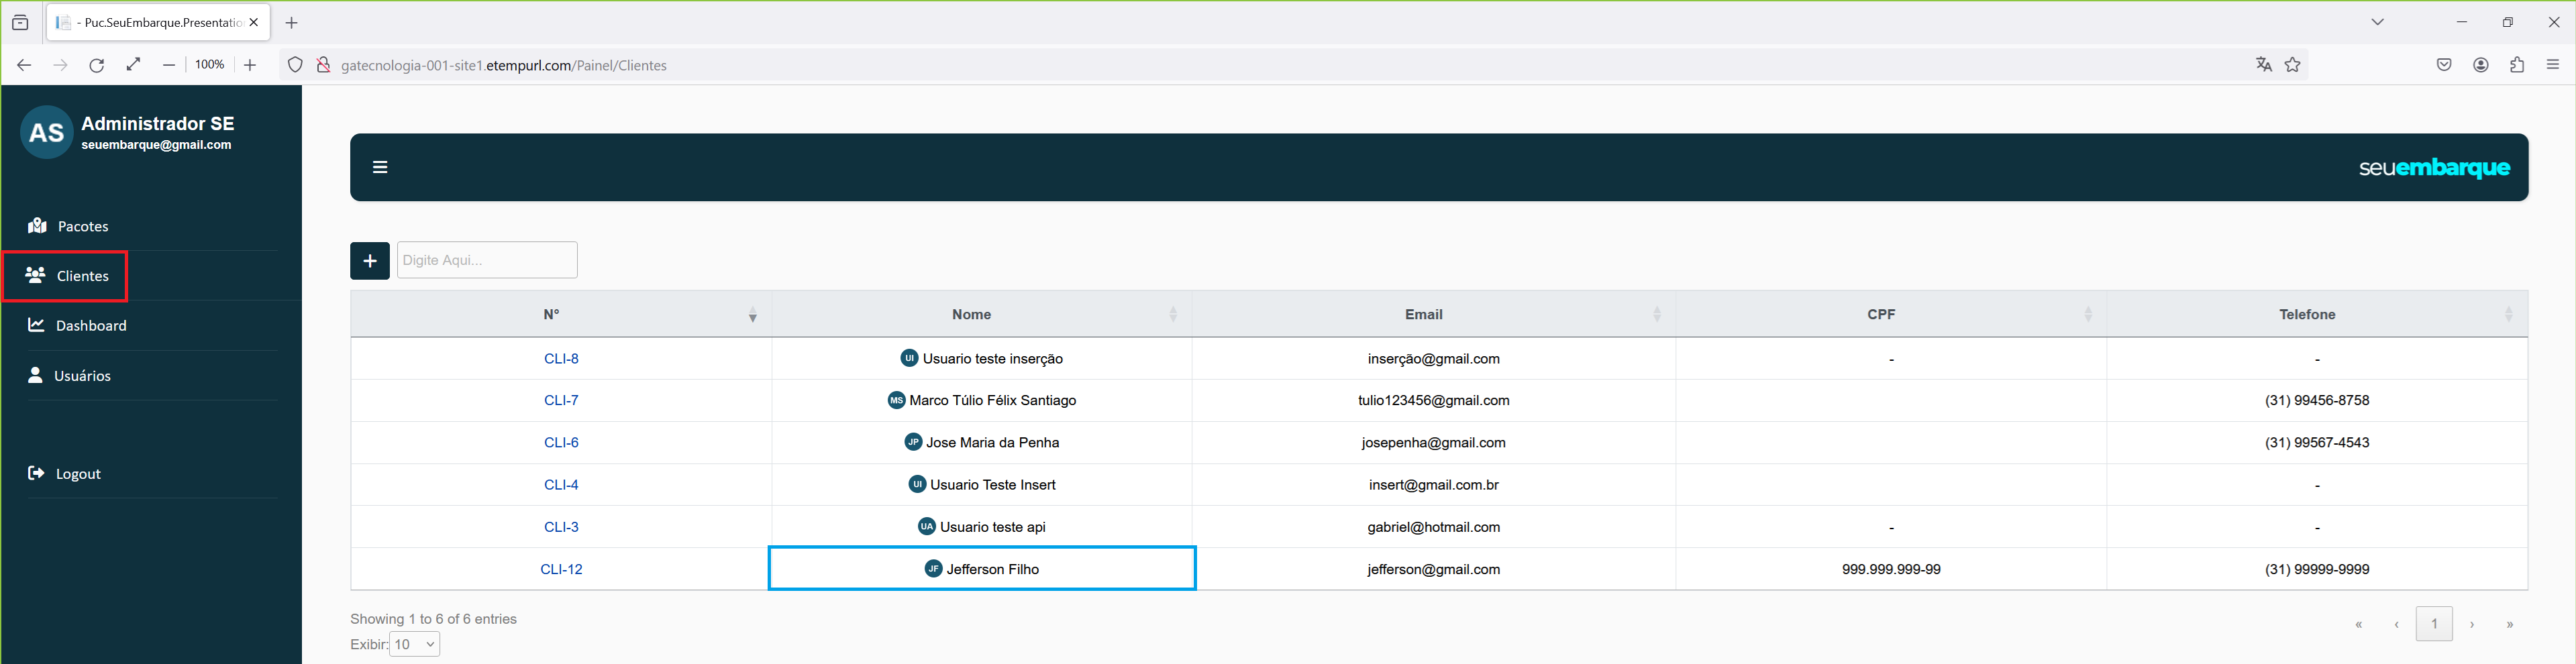 - Puc.SeuEmbarque.Presentatio
100%
gatecnologia-001-site1.etempurl.com/Painel/Clientes
AS
Administrador SE
seuembarque@gmail.com
Pacotes
Clientes
Dashboard
Usuários
Logout
seuembarque
+ Digite Aqui...
Nº Nome Email CPF Telefone
CLI-8 UI Usuario teste inserção inserção@gmail.com - -
CLI-7 MS Marco Túlio Félix Santiago tulio123456@gmail.com (31) 99456-8758
CLI-6 JP Jose Maria da Penha josepenha@gmail.com (31) 99567-4543
CLI-4 UI Usuario Teste Insert insert@gmail.com.br -
CLI-3 UA Usuario teste api gabriel@hotmail.com - -
CLI-12 JF Jefferson Filho jefferson@gmail.com 999.999.999-99 (31) 99999-9999
Showing 1 to 6 of 6 entries
Exibir: 10
« ‹ 1 › »